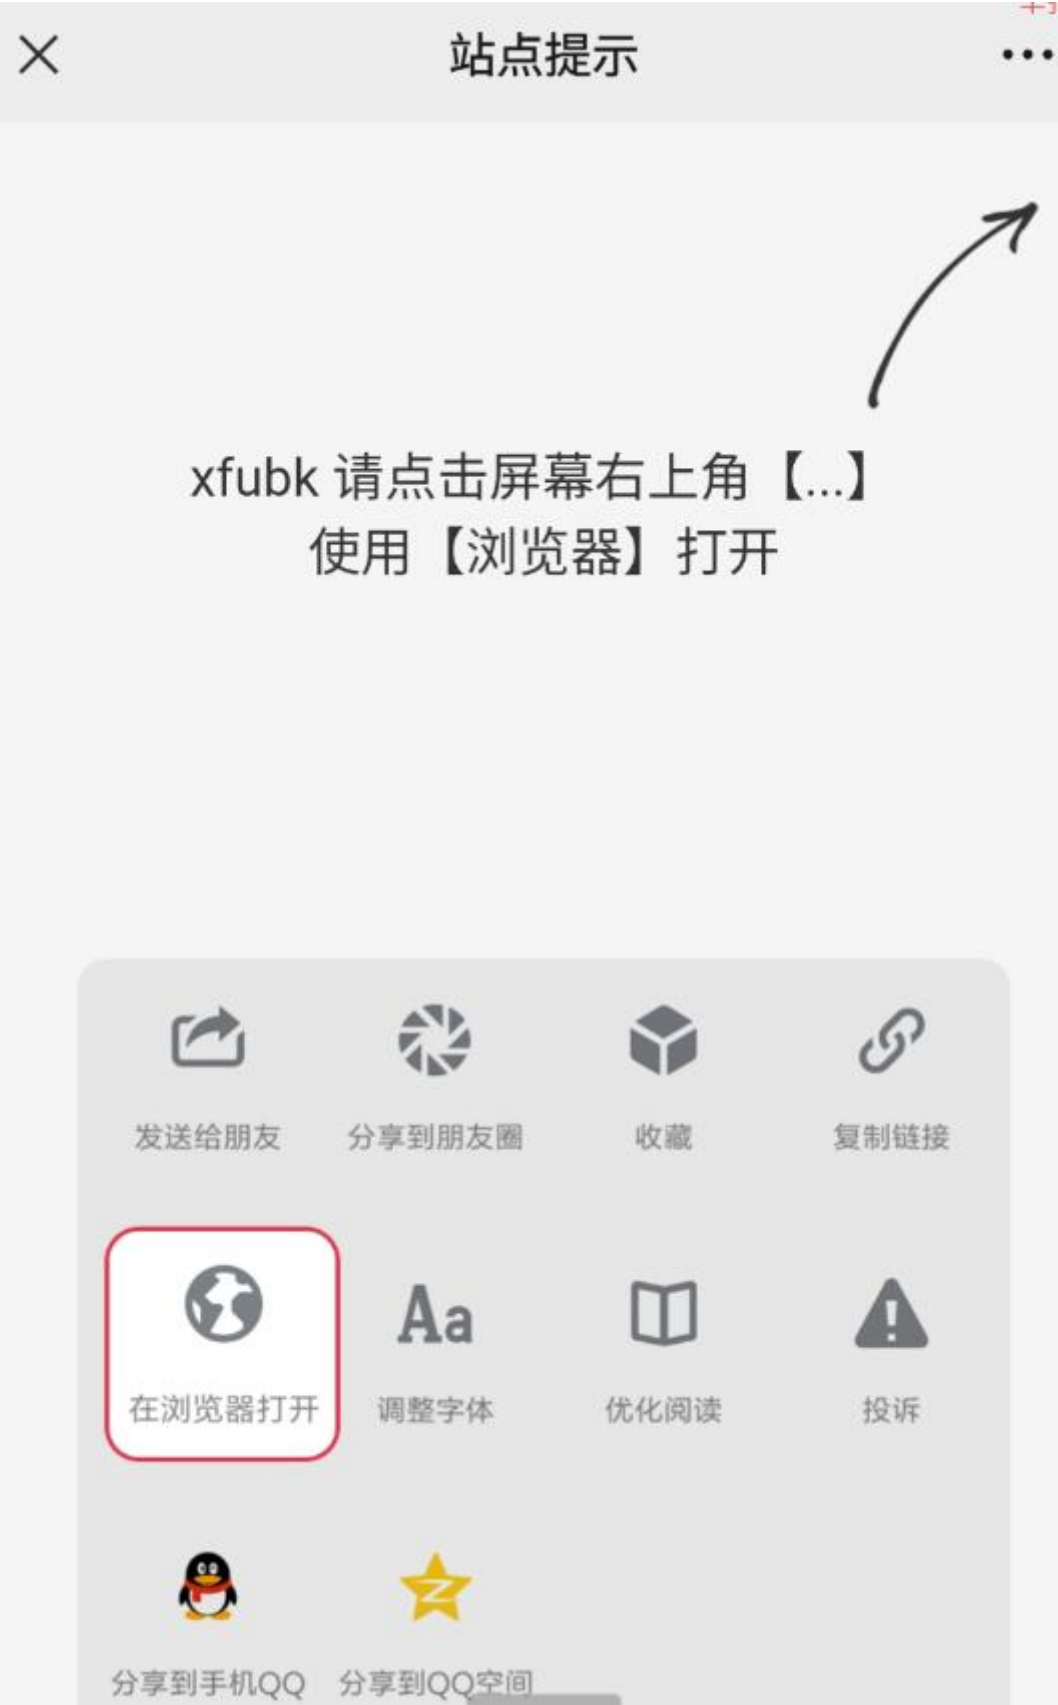 站点提示
xfubk 请点击屏幕右上角【...】
使用【浏览器】打开
发送给朋友 分享到朋友圈 收藏 复制链接
在浏览器打开 调整字体 优化阅读 投诉
分享到手机QQ 分享到QQ空间